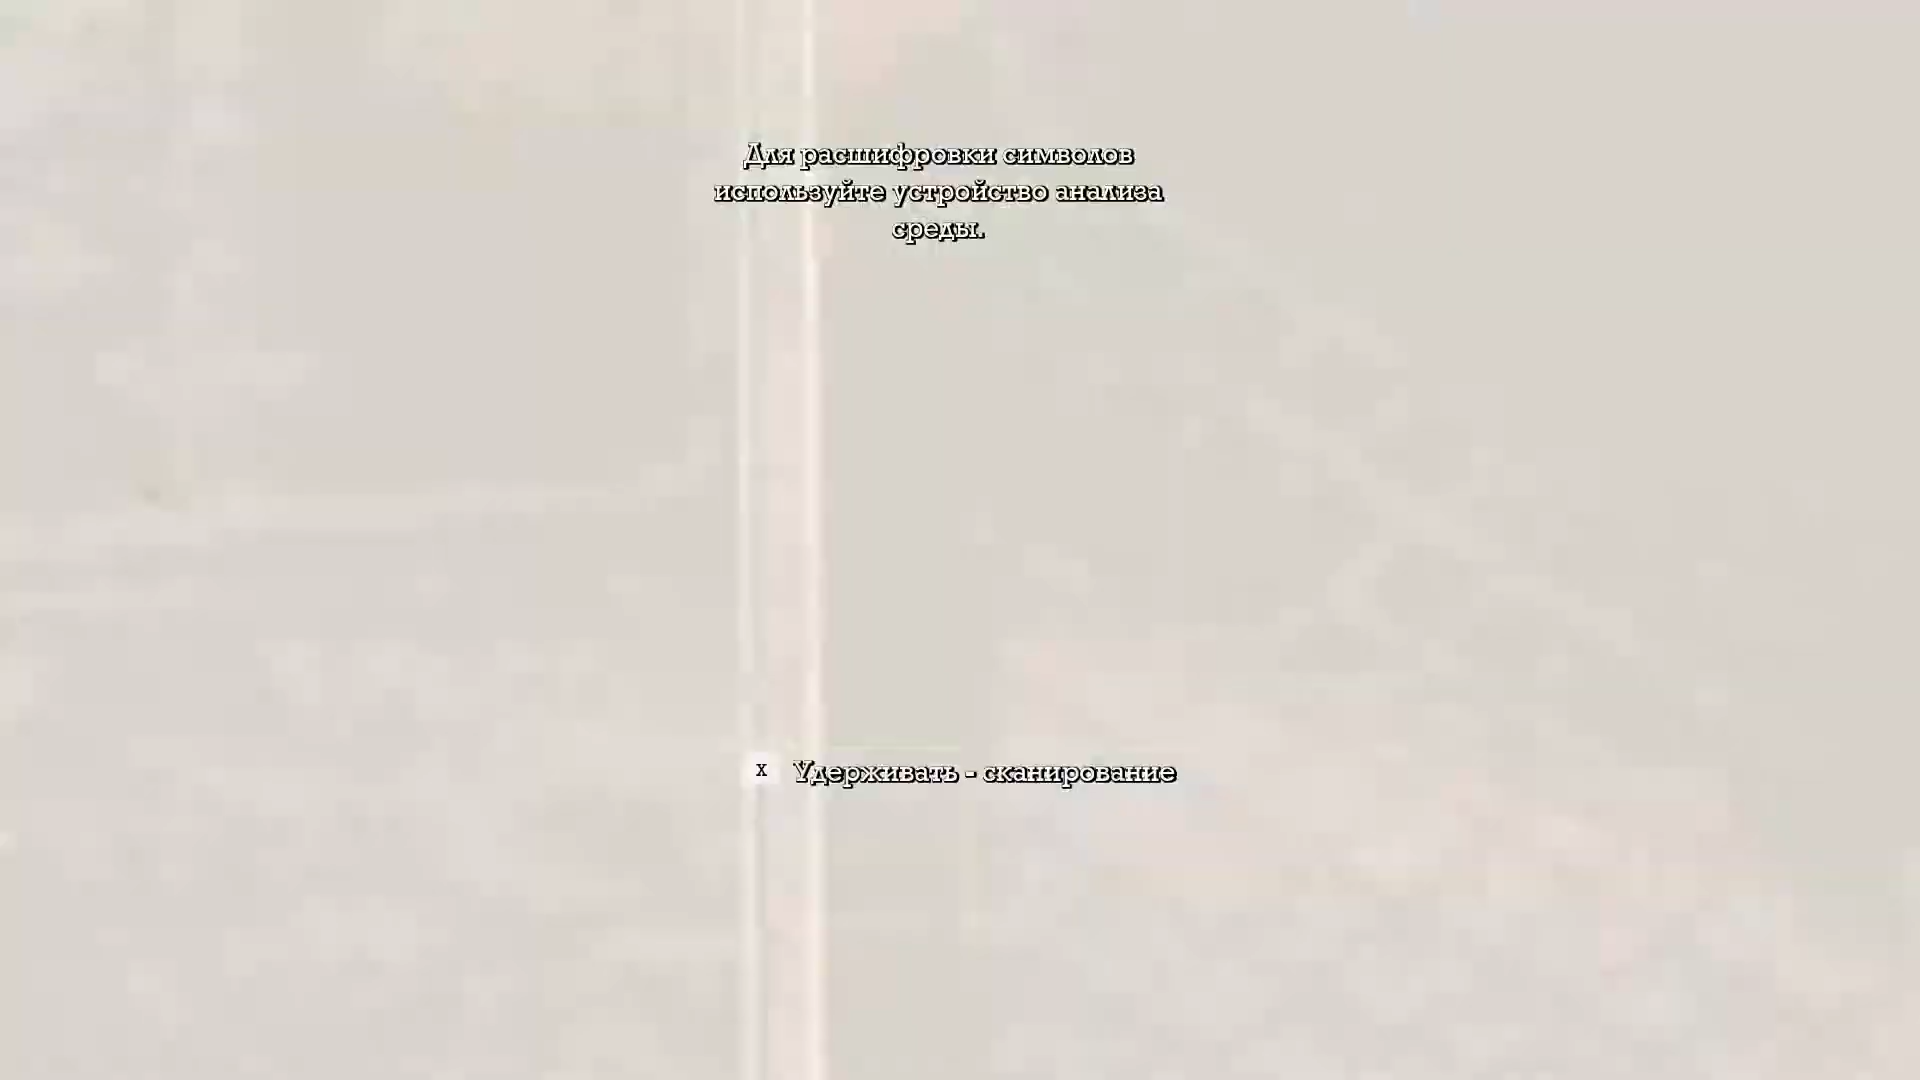 Для расшифровки символов
используйте устройство анализа
среды.
X Удерживать - сканирование